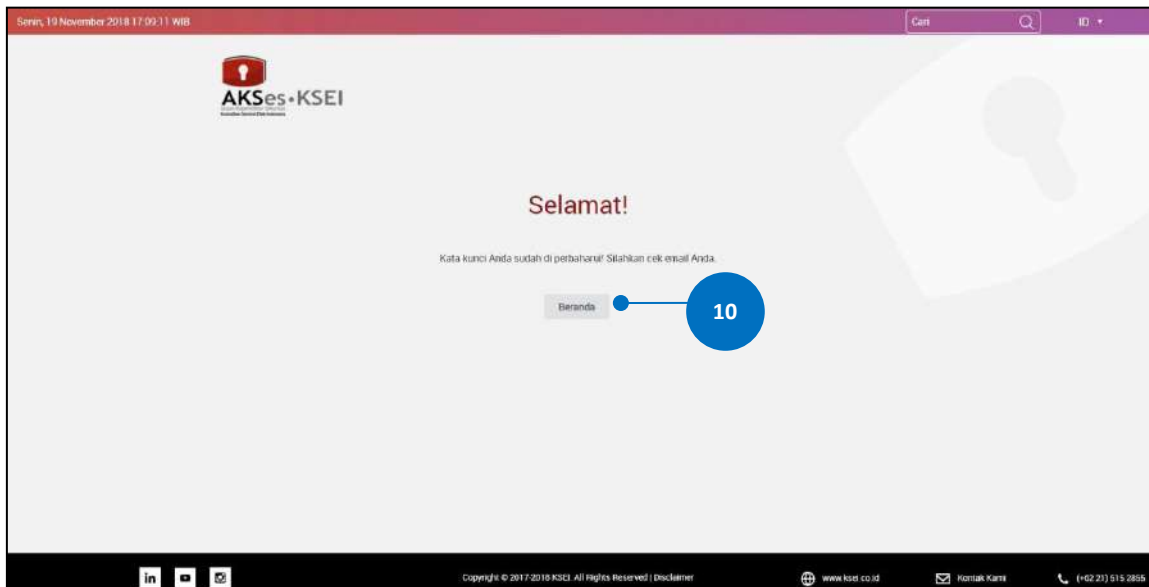 Senin, 19 November 2018 17:09:11 WIB
Cari
ID
AKSes•KSEI
Selamat!
Kata kunci Anda sudah di perbaharui! Silahkan cek email Anda.
Beranda
10
in
Copyright © 2017-2018 KSEI. All Rights Reserved | Disclaimer
www.ksei.co.id
Kontak Kami
(+62 21) 515 2855